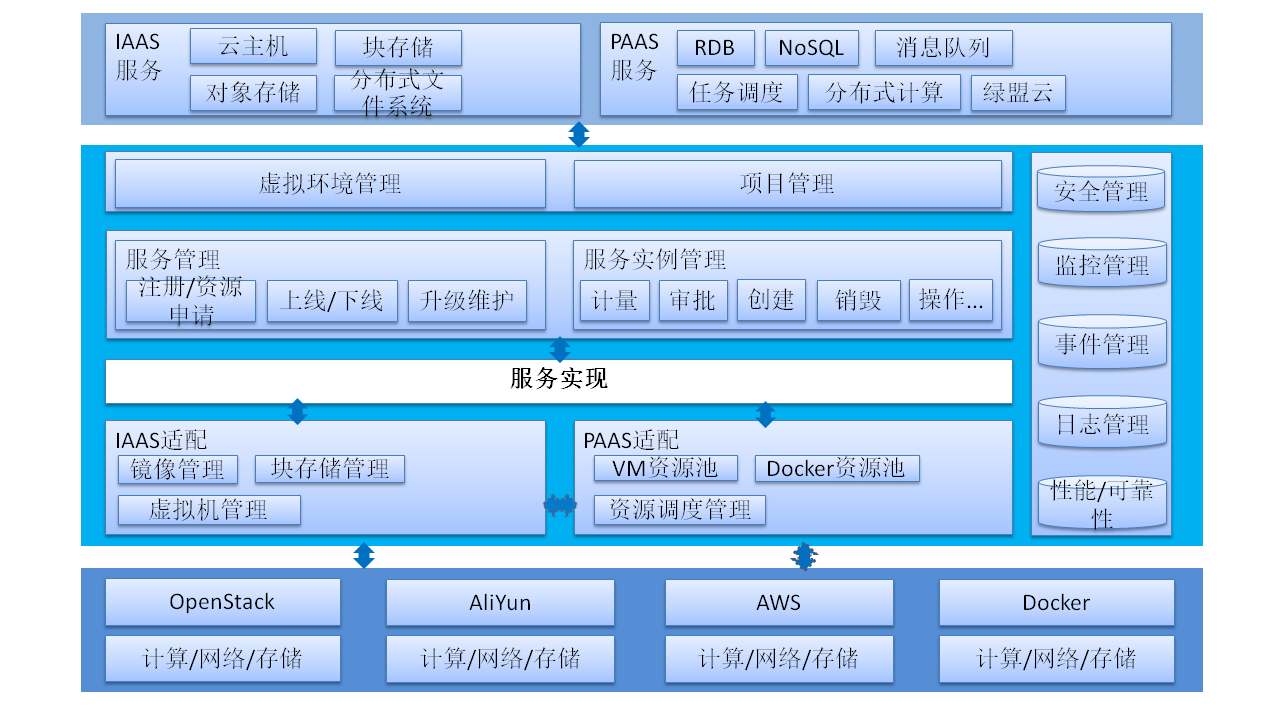 IAAS
服务
云主机
块存储
对象存储
分布式文
件系统
PAAS
服务
RDB
NoSQL
消息队列
任务调度
分布式计算
绿盟云
虚拟环境管理
项目管理
服务管理
注册/资源
申请
上线/下线
升级维护
服务实例管理
计量
审批
创建
销毁
操作...
服务实现
IAAS适配
镜像管理
块存储管理
虚拟机管理
PAAS适配
VM资源池
Docker资源池
资源调度管理
安全管理
监控管理
事件管理
日志管理
性能/可靠
性
OpenStack
AliYun
AWS
Docker
计算/网络/存储
计算/网络/存储
计算/网络/存储
计算/网络/存储